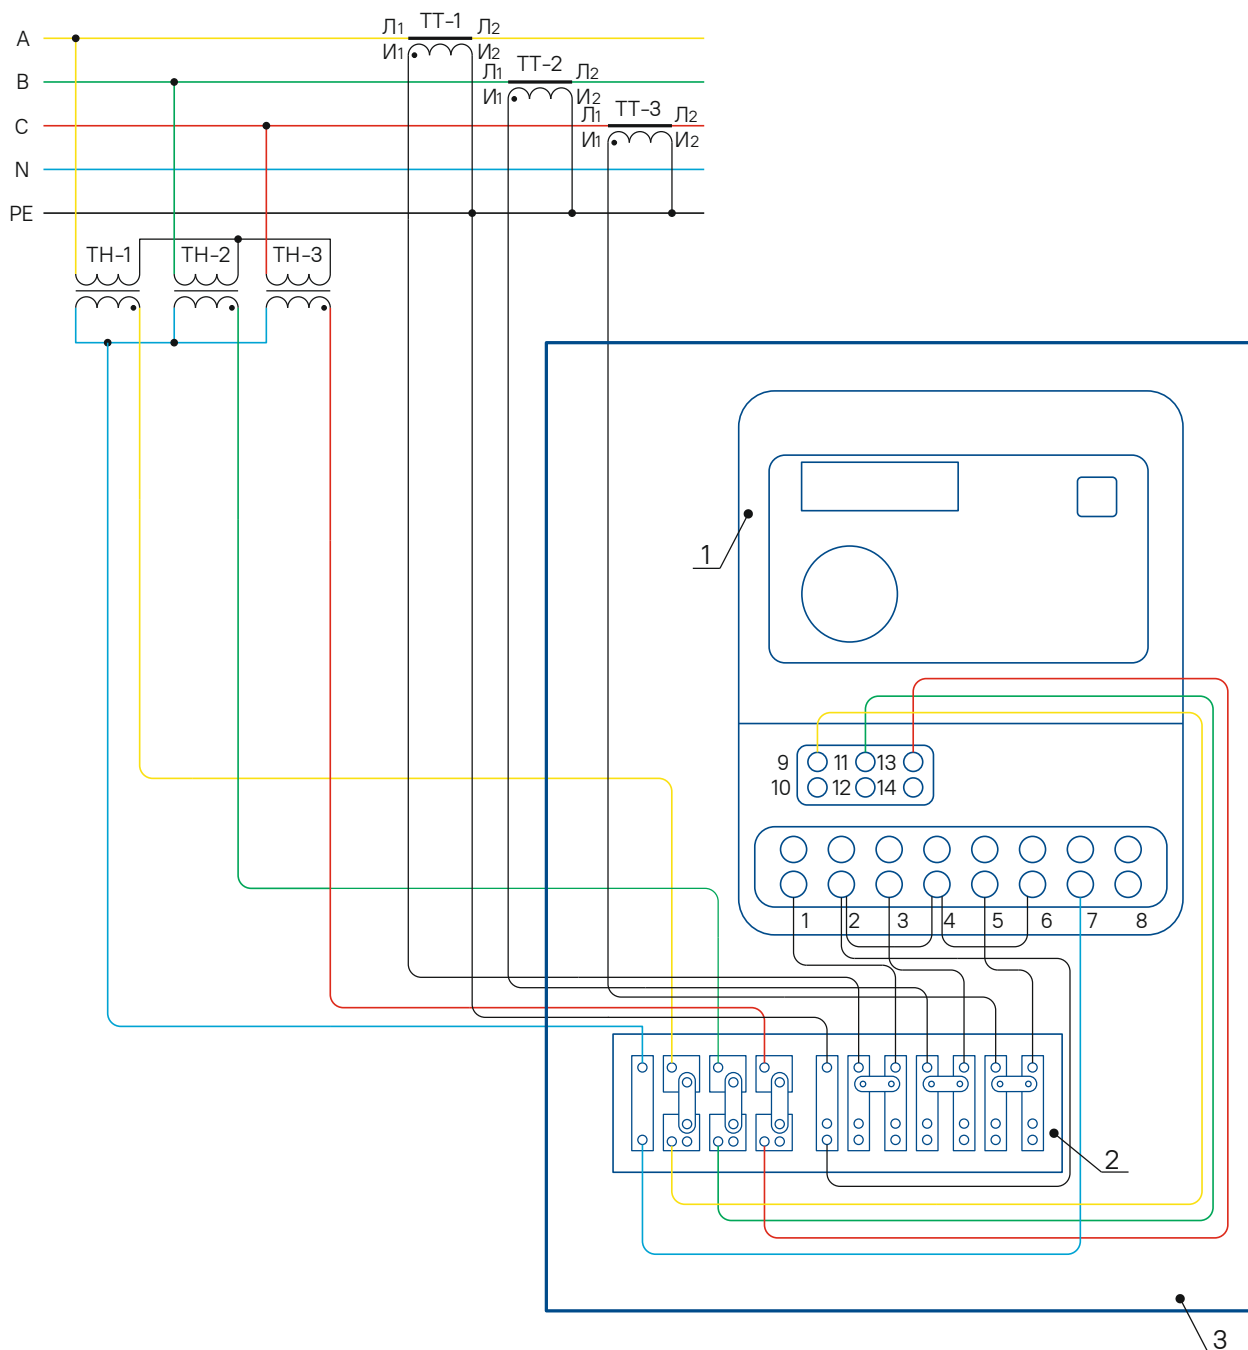 Л1 ТТ-1 Л2
А
И1 И2
Л1 ТТ-2 Л2
В
И1 И2
Л1 ТТ-3 Л2
С
И1 И2
N
PE
ТН-1 ТН-2 ТН-3
1
9 11 13
10 12 14
1 2 3 4 5 6 7 8
2
3